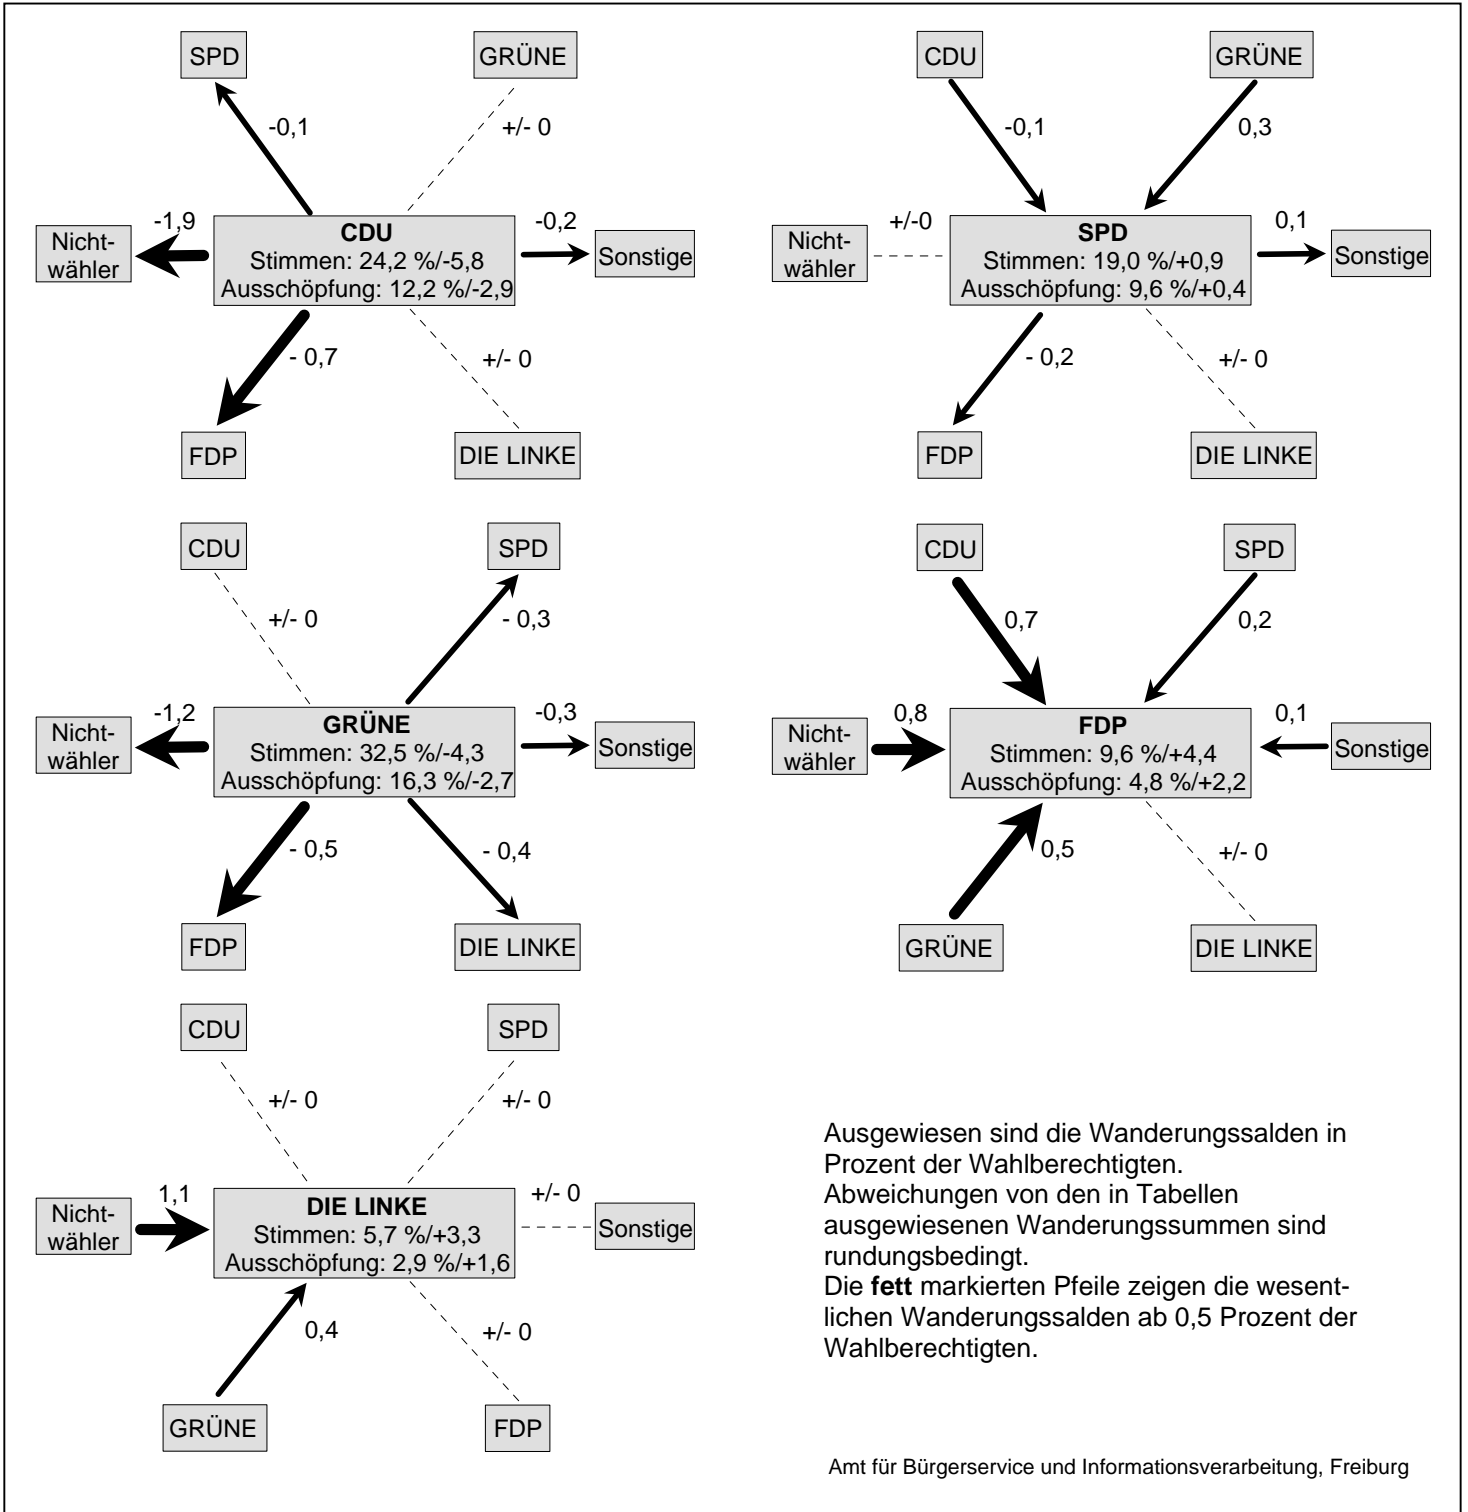 SPD
GRÜNE
-0,1
+/- 0
-1,9
-0,2
Nicht-
wähler
CDU
Stimmen: 24,2 %/-5,8
Ausschöpfung: 12,2 %/-2,9
Sonstige
- 0,7
+/- 0
FDP
DIE LINKE
CDU
GRÜNE
-0,1
0,3
+/-0
0,1
Nicht-
wähler
SPD
Stimmen: 19,0 %/+0,9
Ausschöpfung: 9,6 %/+0,4
Sonstige
- 0,2
+/- 0
FDP
DIE LINKE
CDU
SPD
+/- 0
- 0,3
-1,2
-0,3
Nicht-
wähler
GRÜNE
Stimmen: 32,5 %/-4,3
Ausschöpfung: 16,3 %/-2,7
Sonstige
- 0,5
- 0,4
FDP
DIE LINKE
CDU
SPD
0,7
0,2
0,8
0,1
Nicht-
wähler
FDP
Stimmen: 9,6 %/+4,4
Ausschöpfung: 4,8 %/+2,2
Sonstige
0,5
+/- 0
GRÜNE
DIE LINKE
CDU
SPD
+/- 0
+/- 0
1,1
+/- 0
Nicht-
wähler
DIE LINKE
Stimmen: 5,7 %/+3,3
Ausschöpfung: 2,9 %/+1,6
Sonstige
0,4
+/- 0
GRÜNE
FDP
Ausgewiesen sind die Wanderungssalden in
Prozent der Wahlberechtigten.
Abweichungen von den in Tabellen
ausgewiesenen Wanderungssummen sind
rundungsbedingt.
Die fett markierten Pfeile zeigen die wesent-
lichen Wanderungssalden ab 0,5 Prozent der
Wahlberechtigten.
Amt für Bürgerservice und Informationsverarbeitung, Freiburg